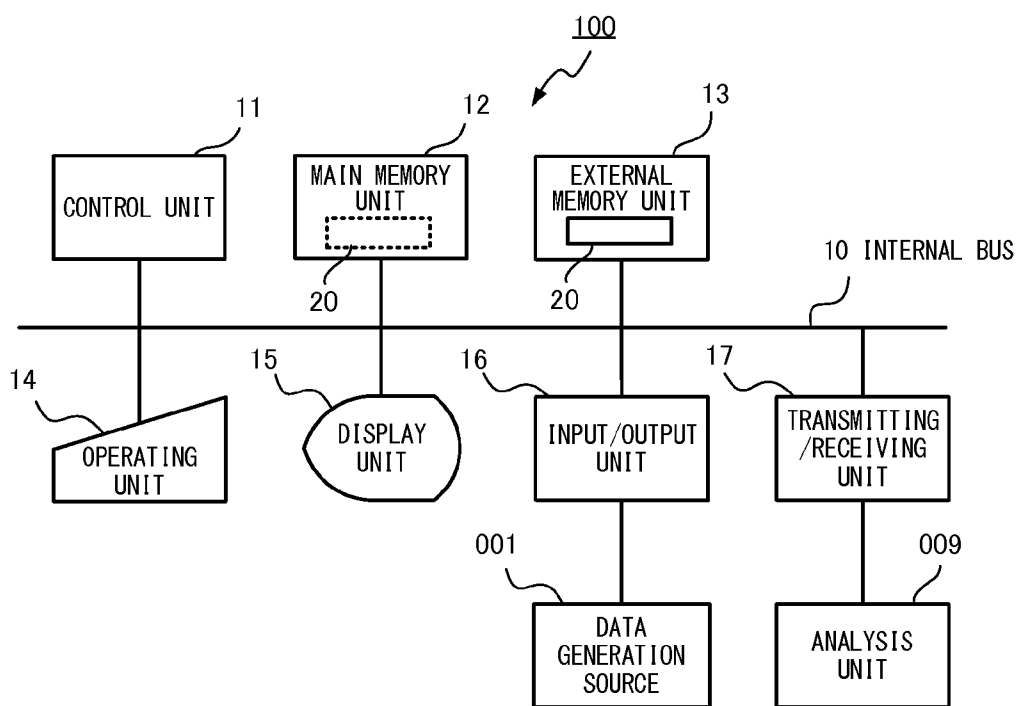 100
11
12
13
CONTROL UNIT
MAIN MEMORY
UNIT
EXTERNAL
MEMORY UNIT
20
20
10 INTERNAL BUS
14
15
16
17
OPERATING
UNIT
DISPLAY
UNIT
INPUT/OUTPUT
UNIT
TRANSMITTING
/RECEIVING
UNIT
001
009
DATA
GENERATION
SOURCE
ANALYSIS
UNIT